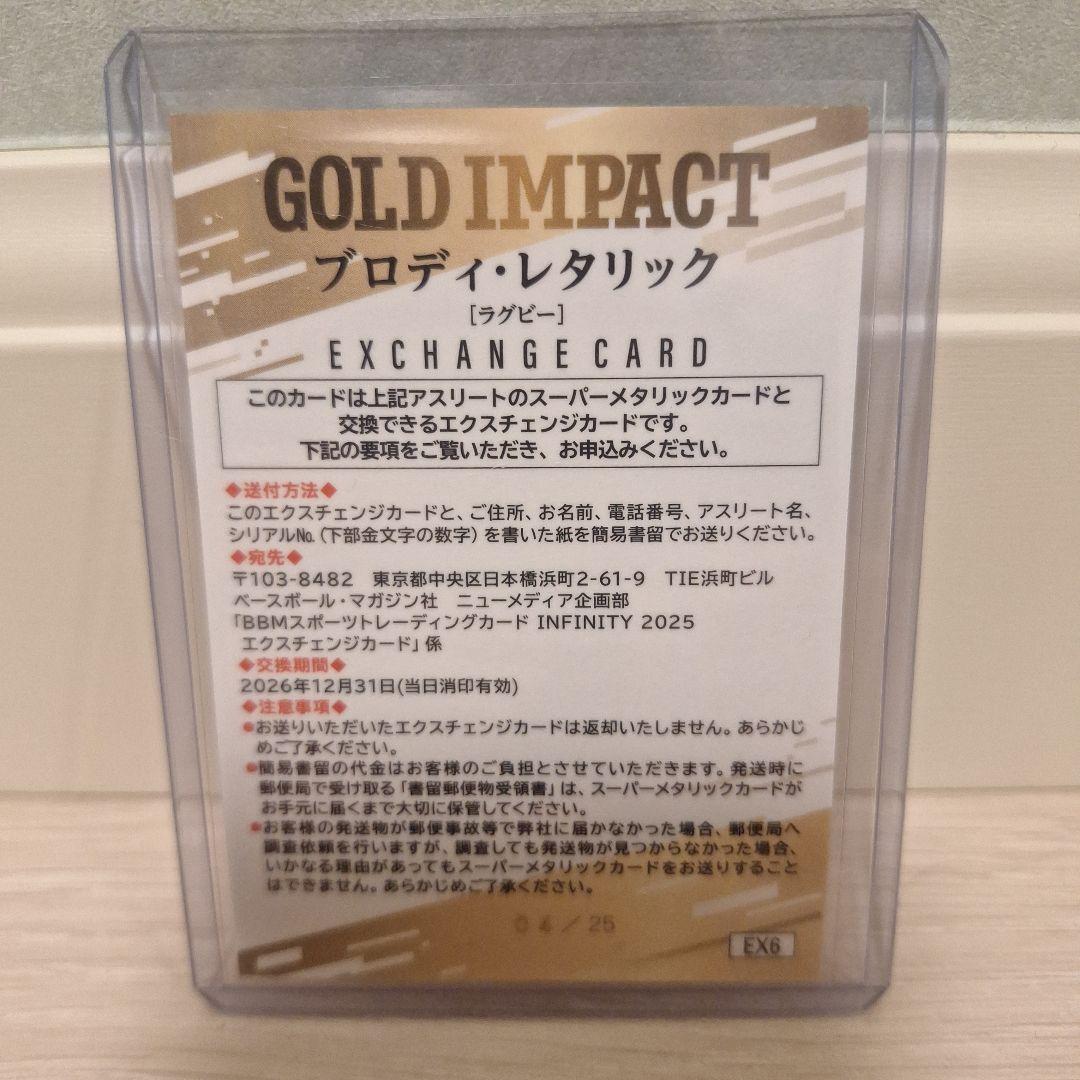 GOLD IMPACT
ブロディ・レタリック
[ラグビー]
EXCHANGE CARD
このカードは上記アスリートのスーパーメタリックカードと
交換できるエクスチェンジカードです。
下記の要項をご覧いただき、お申込みください。
◆送付方法◆
このエクスチェンジカードと、ご住所、お名前、電話番号、アスリート名、
シリアル№（下部金文字の数字）を書いた紙を簡易書留でお送りください。
◆宛先◆
〒103-8482　東京都中央区日本橋浜町2-61-9　TIE浜町ビル
ベースボール・マガジン社　ニューメディア企画部
「BBMスポーツトレーディングカード INFINITY 2025
エクスチェンジカード」係
◆交換期間◆
2026年12月31日(当日消印有効)
◆注意事項◆
●お送りいただいたエクスチェンジカードは返却いたしません。あらかじ
めご了承ください。
●簡易書留の代金はお客様のご負担とさせていただきます。発送時に
郵便局で受け取る「書留郵便物受領書」は、スーパーメタリックカードが
お手元に届くまで大切に保管してください。
●お客様の発送物が郵便事故等で弊社に届かなかった場合、郵便局へ
調査依頼を行いますが、調査しても発送物が見つからなかった場合、
いかなる理由があってもスーパーメタリックカードをお送りすること
はできません。あらかじめご了承ください。
04/25
EX6